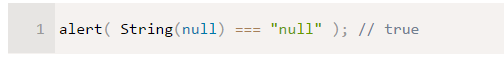 1 alert( String(null) === "null" ); // true